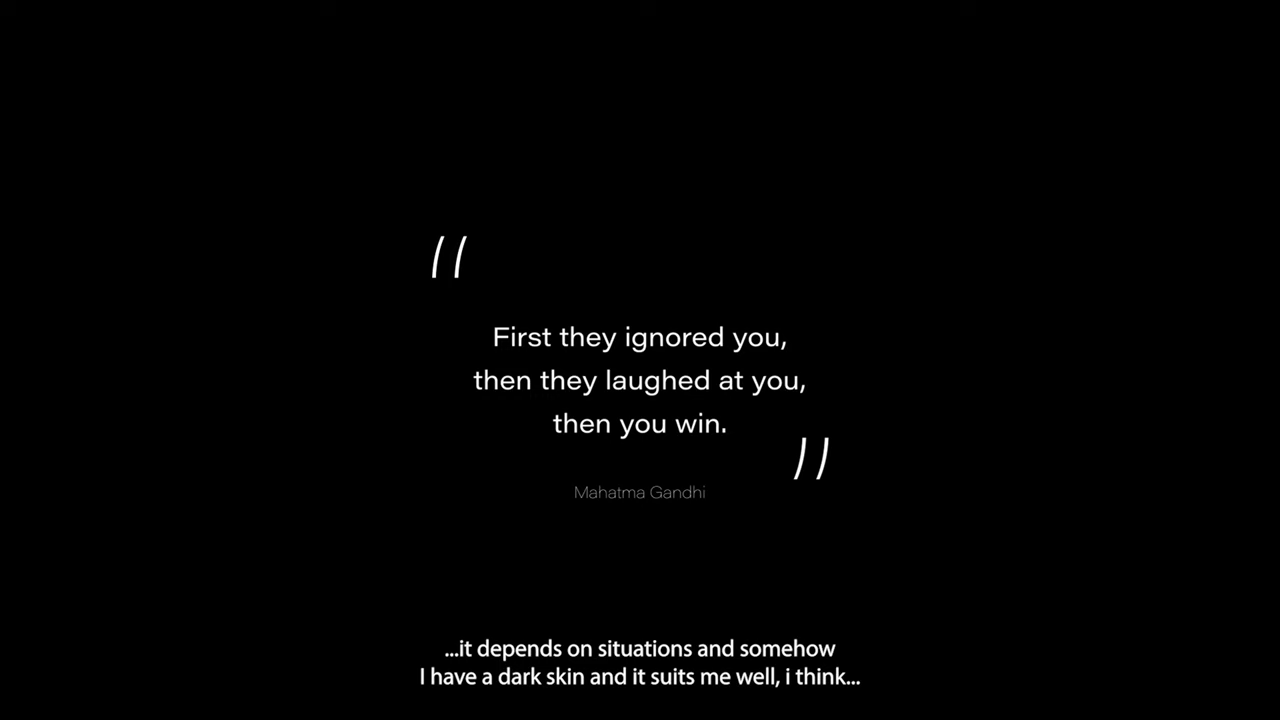 “
First they ignored you,
then they laughed at you,
then you win.
”
Mahatma Gandhi
...it depends on situations and somehow
I have a dark skin and it suits me well, i think...